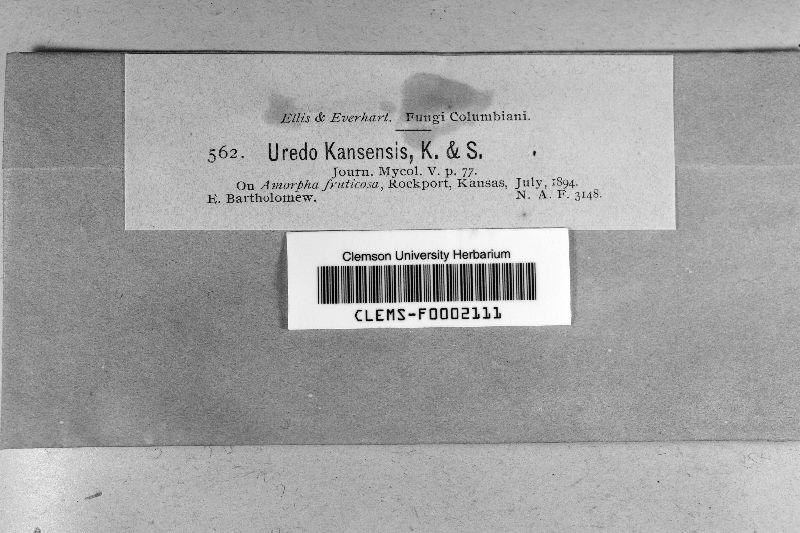 Ellis & Everhart. Fungi Columbiani.
562. Uredo Kansensis, K. & S.
Journ. Mycol. V. p. 77.
On Amorpha fruticosa, Rockport, Kansas, July, 1894.
E. Bartholomew. N. A. F. 3148.
Clemson University Herbarium
CLEMS-F0002111